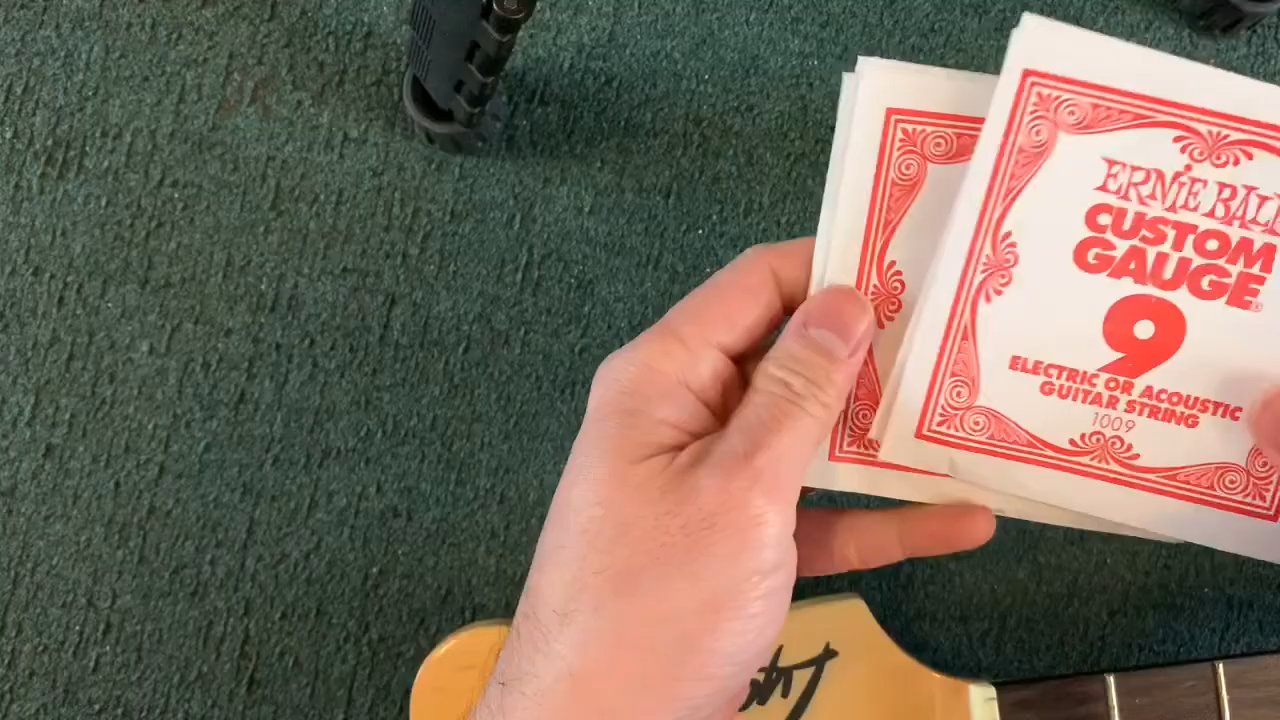 ERNIE BALL
CUSTOM
GAUGE®
9
ELECTRIC OR ACOUSTIC
GUITAR STRING
1009